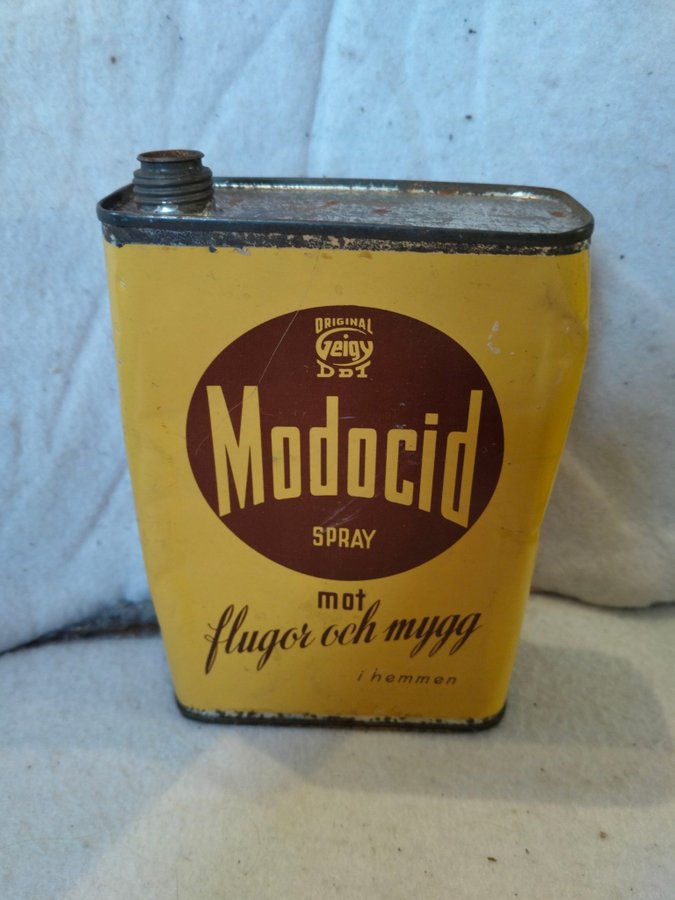 ORIGINAL
Geigy
DDT
Modocid
SPRAY
mot
flugor och mygg
i hemmen